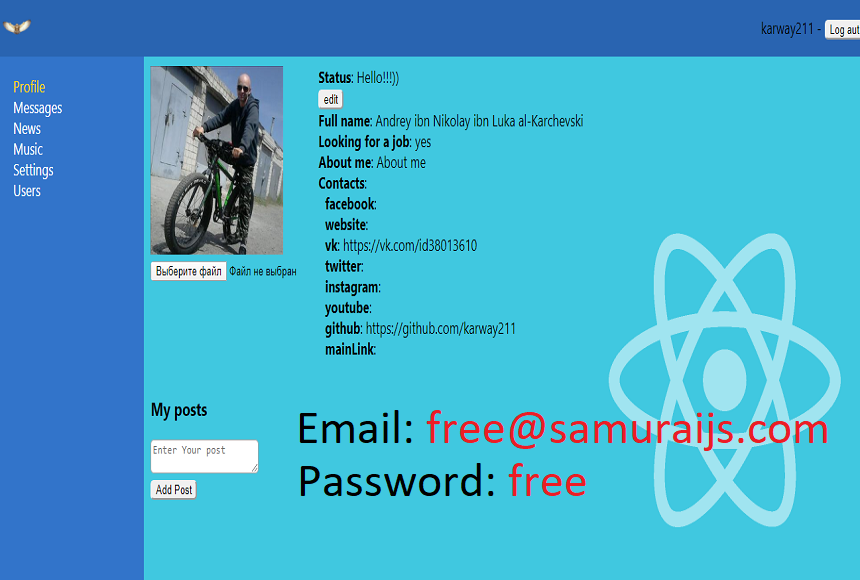 karway211 - Log aut
Profile
Messages
News
Music
Settings
Users
Status: Hello!!!))
edit
Full name: Andrey ibn Nikolay ibn Luka al-Karchevski
Looking for a job: yes
About me: About me
Contacts:
facebook:
website:
vk: https://vk.com/id38013610
twitter:
instagram:
youtube:
github: https://github.com/karway211
mainLink:
Выберите файл Файл не выбран
My posts
Enter Your post
Add Post
Email: free@samuraijs.com
Password: free